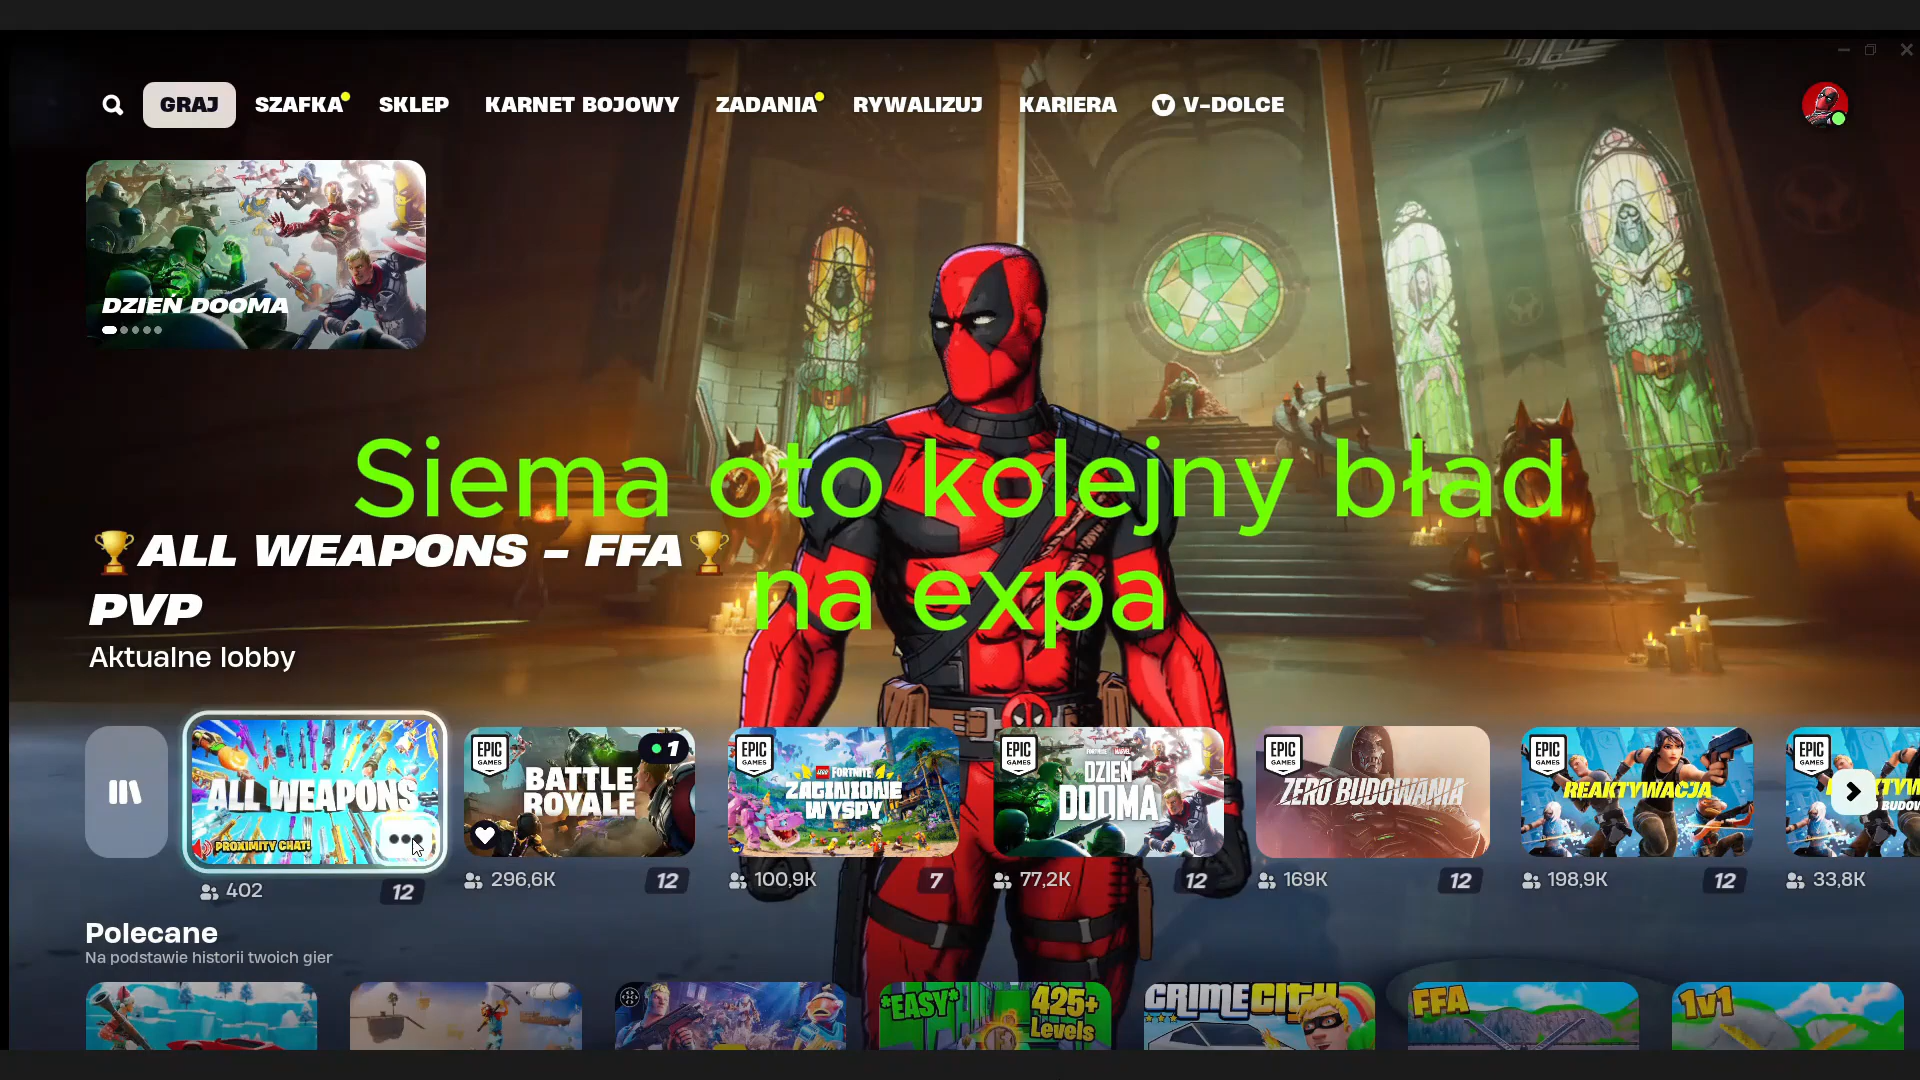 GRAJ SZAFKA SKLEP KARNET BOJOWY ZADANIA RYWALIZUJ KARIERA V-DOLCE
DZIEŃ DOOMA
Siema oto kolejny bład
na expa
🏆ALL WEAPONS - FFA🏆
PVP
Aktualne lobby
ALL WEAPONS
PROXIMITY CHAT!
402 12
EPIC GAMES
BATTLE
ROYALE
1
296,6K 12
EPIC GAMES
LEGO FORTNITE
ZAGINIONE
WYSPY
100,9K 7
EPIC GAMES
DZIEŃ
DOOMA
77,2K 12
EPIC GAMES
ZERO BUDOWANIA
169K 12
EPIC GAMES
REAKTYWACJA
198,9K 12
EPIC GAMES
33,8K
Polecane
Na podstawie historii twoich gier
*EASY* 425+
Levels
CRIME CITY
FFA
1v1